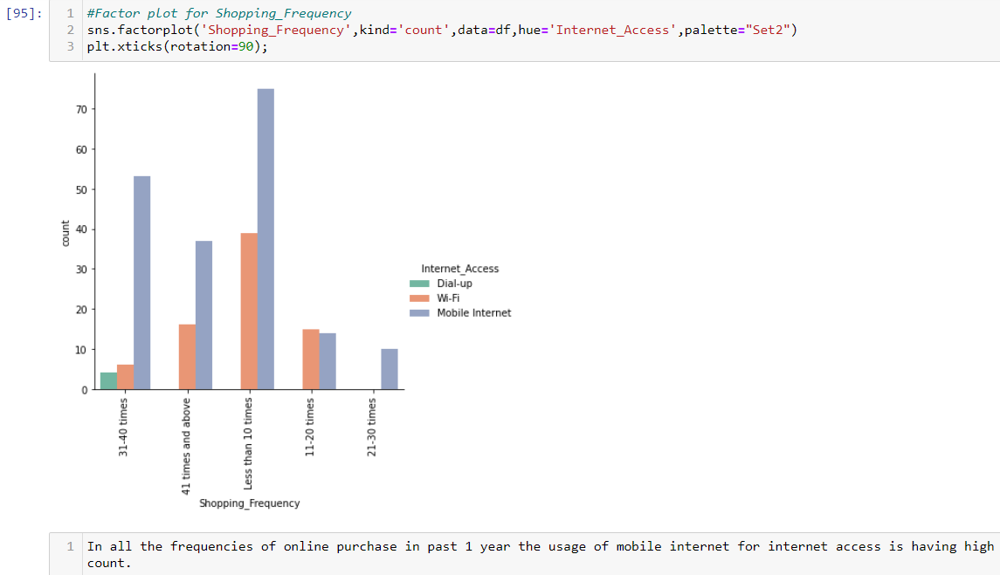 [95]:
1 #Factor plot for Shopping_Frequency
2 sns.factorplot('Shopping_Frequency',kind='count',data=df,hue='Internet_Access',palette="Set2")
3 plt.xticks(rotation=90);
70
60
50
40
30
20
10
0
count
Internet_Access
Dial-up
Wi-Fi
Mobile Internet
31-40 times
41 times and above
Less than 10 times
11-20 times
21-30 times
Shopping_Frequency
1 In all the frequencies of online purchase in past 1 year the usage of mobile internet for internet access is having high
count.